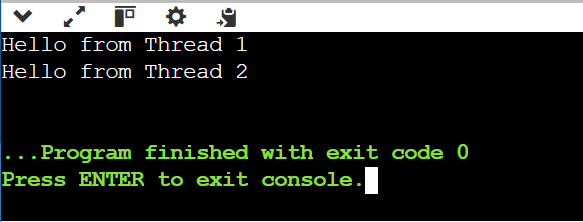 Hello from Thread 1
Hello from Thread 2
...Program finished with exit code 0
Press ENTER to exit console.